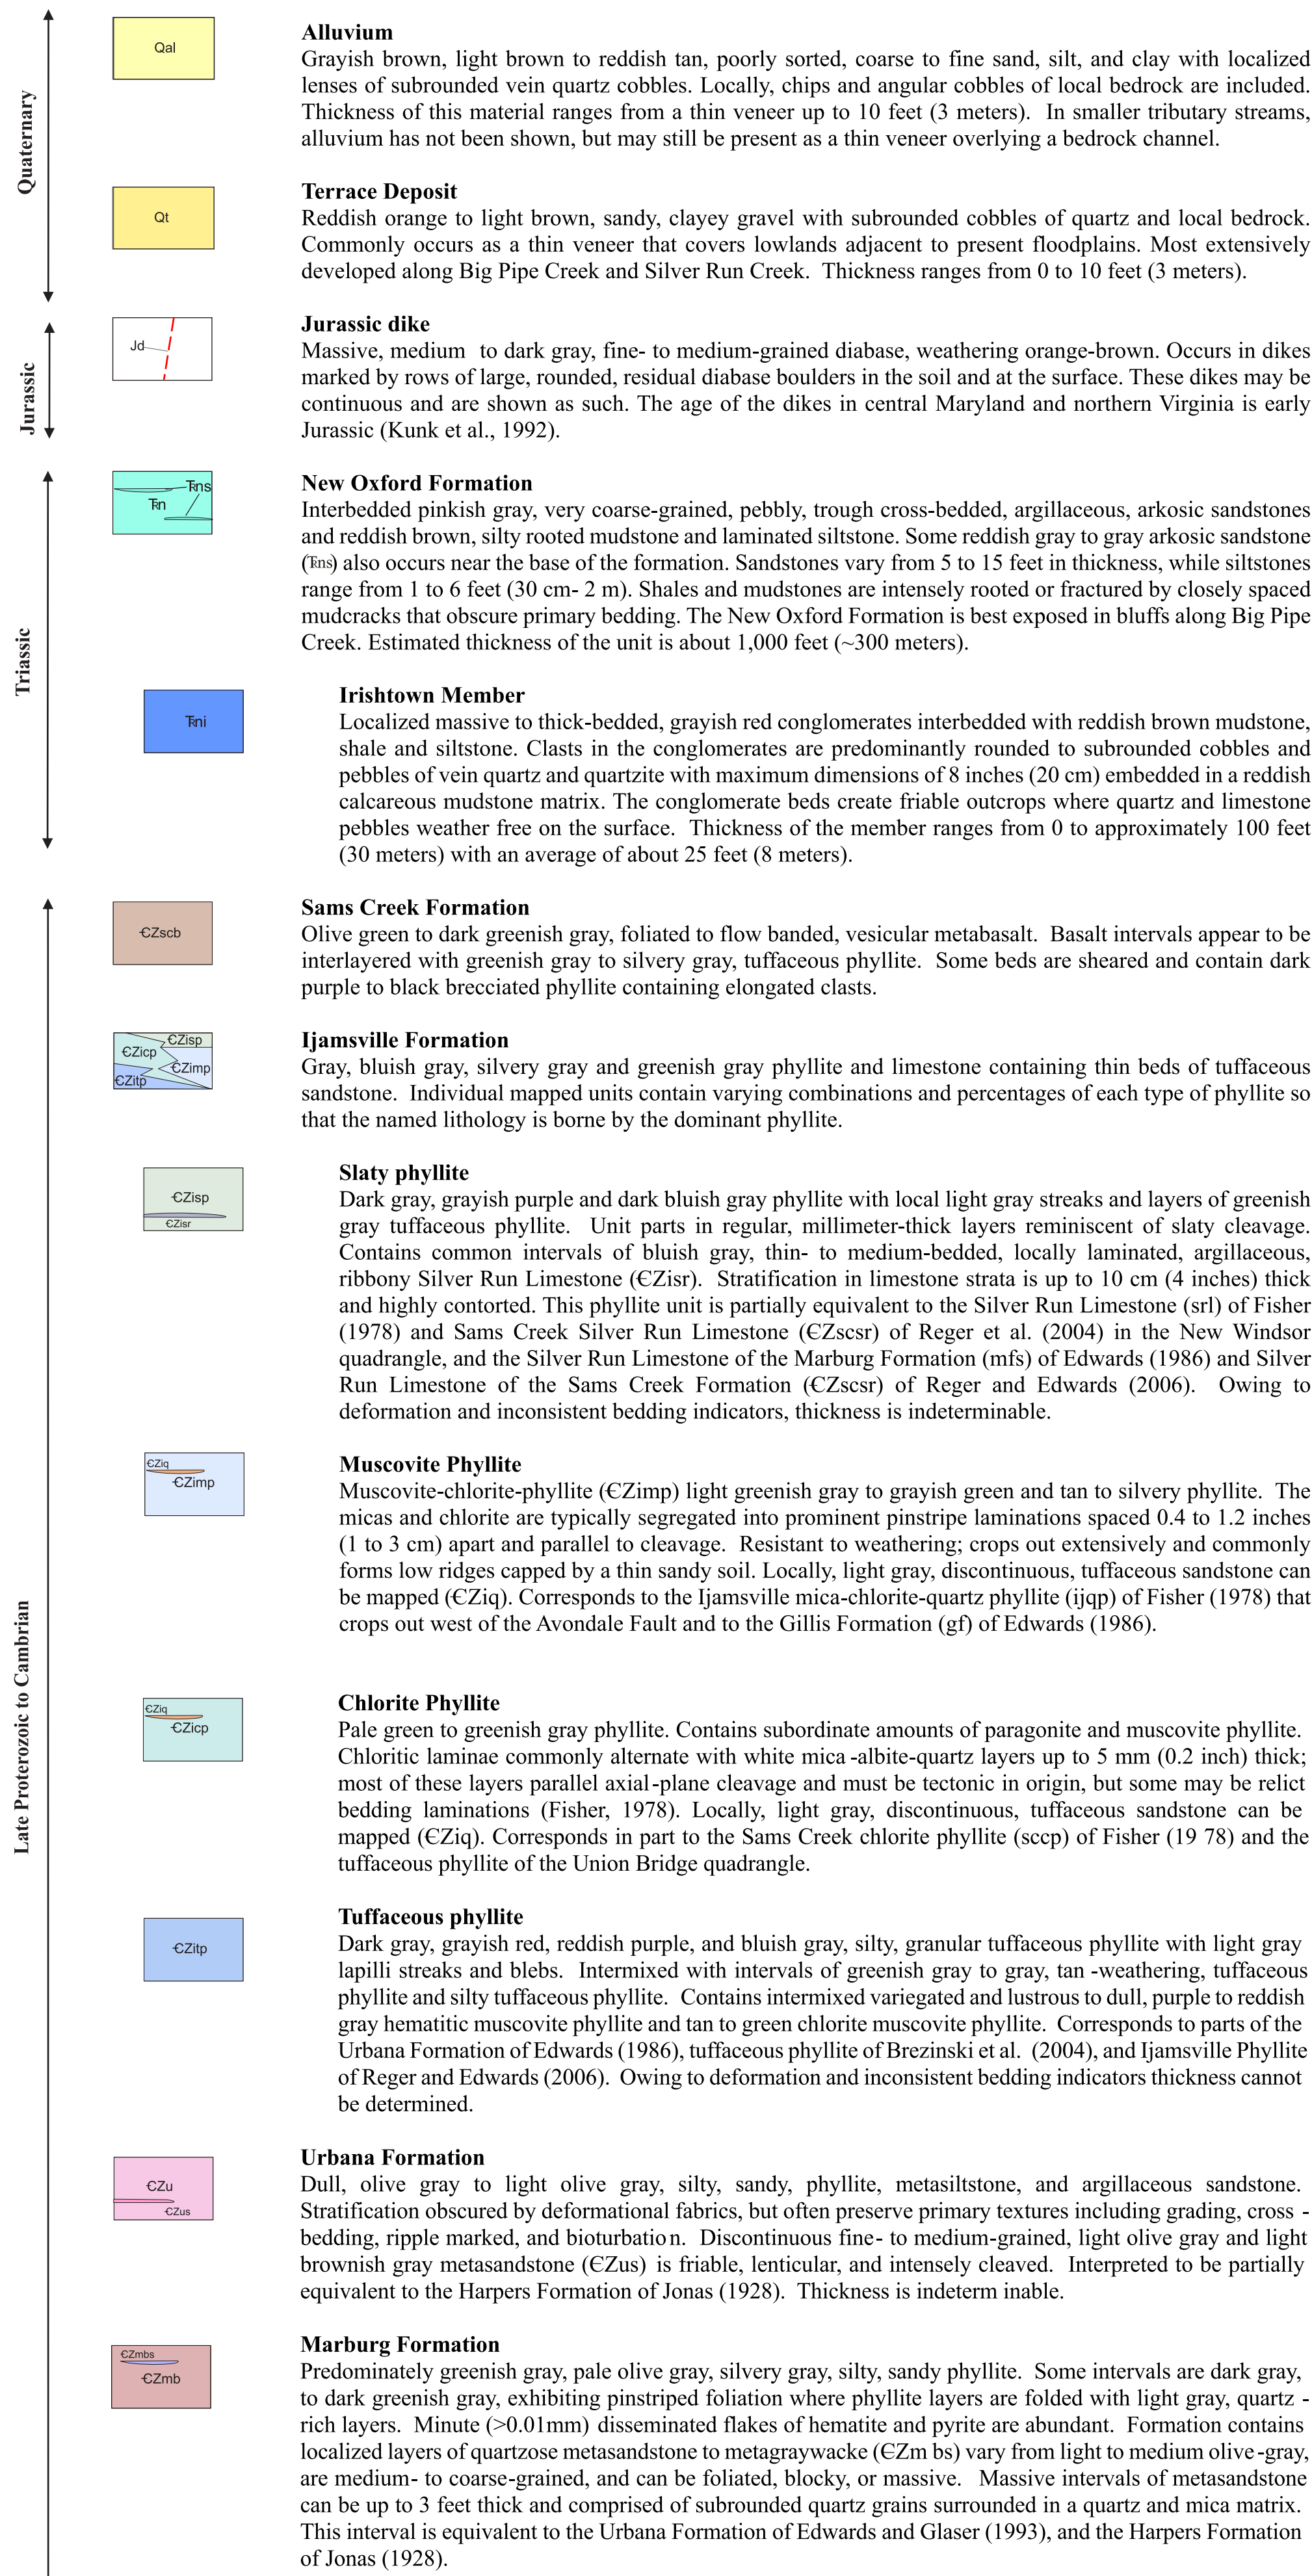 Quaternary
Qal
Alluvium
Grayish brown, light brown to reddish tan, poorly sorted, coarse to fine sand, silt, and clay with localized
lenses of subrounded vein quartz cobbles. Locally, chips and angular cobbles of local bedrock are included.
Thickness of this material ranges from a thin veneer up to 10 feet (3 meters). In smaller tributary streams,
alluvium has not been shown, but may still be present as a thin veneer overlying a bedrock channel.
Qt
Terrace Deposit
Reddish orange to light brown, sandy, clayey gravel with subrounded cobbles of quartz and local bedrock.
Commonly occurs as a thin veneer that covers lowlands adjacent to present floodplains. Most extensively
developed along Big Pipe Creek and Silver Run Creek. Thickness ranges from 0 to 10 feet (3 meters).
Jurassic
Jd
Jurassic dike
Massive, medium to dark gray, fine- to medium-grained diabase, weathering orange-brown. Occurs in dikes
marked by rows of large, rounded, residual diabase boulders in the soil and at the surface. These dikes may be
continuous and are shown as such. The age of the dikes in central Maryland and northern Virginia is early
Jurassic (Kunk et al., 1992).
Triassic
Ꞧns
Ꞧn
New Oxford Formation
Interbedded pinkish gray, very coarse-grained, pebbly, trough cross-bedded, argillaceous, arkosic sandstones
and reddish brown, silty rooted mudstone and laminated siltstone. Some reddish gray to gray arkosic sandstone
(Ꞧns) also occurs near the base of the formation. Sandstones vary from 5 to 15 feet in thickness, while siltstones
range from 1 to 6 feet (30 cm- 2 m). Shales and mudstones are intensely rooted or fractured by closely spaced
mudcracks that obscure primary bedding. The New Oxford Formation is best exposed in bluffs along Big Pipe
Creek. Estimated thickness of the unit is about 1,000 feet (~300 meters).
Ꞧni
Irishtown Member
Localized massive to thick-bedded, grayish red conglomerates interbedded with reddish brown mudstone,
shale and siltstone. Clasts in the conglomerates are predominantly rounded to subrounded cobbles and
pebbles of vein quartz and quartzite with maximum dimensions of 8 inches (20 cm) embedded in a reddish
calcareous mudstone matrix. The conglomerate beds create friable outcrops where quartz and limestone
pebbles weather free on the surface. Thickness of the member ranges from 0 to approximately 100 feet
(30 meters) with an average of about 25 feet (8 meters).
Late Proterozoic to Cambrian
ЄZscb
Sams Creek Formation
Olive green to dark greenish gray, foliated to flow banded, vesicular metabasalt. Basalt intervals appear to be
interlayered with greenish gray to silvery gray, tuffaceous phyllite. Some beds are sheared and contain dark
purple to black brecciated phyllite containing elongated clasts.
ЄZisp
ЄZicp
ЄZimp
ЄZitp
Ijamsville Formation
Gray, bluish gray, silvery gray and greenish gray phyllite and limestone containing thin beds of tuffaceous
sandstone. Individual mapped units contain varying combinations and percentages of each type of phyllite so
that the named lithology is borne by the dominant phyllite.
ЄZisp
ЄZisr
Slaty phyllite
Dark gray, grayish purple and dark bluish gray phyllite with local light gray streaks and layers of greenish
gray tuffaceous phyllite. Unit parts in regular, millimeter-thick layers reminiscent of slaty cleavage.
Contains common intervals of bluish gray, thin- to medium-bedded, locally laminated, argillaceous,
ribbony Silver Run Limestone (ЄZisr). Stratification in limestone strata is up to 10 cm (4 inches) thick
and highly contorted. This phyllite unit is partially equivalent to the Silver Run Limestone (srl) of Fisher
(1978) and Sams Creek Silver Run Limestone (ЄZscsr) of Reger et al. (2004) in the New Windsor
quadrangle, and the Silver Run Limestone of the Marburg Formation (mfs) of Edwards (1986) and Silver
Run Limestone of the Sams Creek Formation (ЄZscsr) of Reger and Edwards (2006). Owing to
deformation and inconsistent bedding indicators, thickness is indeterminable.
ЄZiq
ЄZimp
Muscovite Phyllite
Muscovite-chlorite-phyllite (ЄZimp) light greenish gray to grayish green and tan to silvery phyllite. The
micas and chlorite are typically segregated into prominent pinstripe laminations spaced 0.4 to 1.2 inches
(1 to 3 cm) apart and parallel to cleavage. Resistant to weathering; crops out extensively and commonly
forms low ridges capped by a thin sandy soil. Locally, light gray, discontinuous, tuffaceous sandstone can
be mapped (ЄZiq). Corresponds to the Ijamsville mica-chlorite-quartz phyllite (ijqp) of Fisher (1978) that
crops out west of the Avondale Fault and to the Gillis Formation (gf) of Edwards (1986).
ЄZiq
ЄZicp
Chlorite Phyllite
Pale green to greenish gray phyllite. Contains subordinate amounts of paragonite and muscovite phyllite.
Chloritic laminae commonly alternate with white mica -albite-quartz layers up to 5 mm (0.2 inch) thick;
most of these layers parallel axial-plane cleavage and must be tectonic in origin, but some may be relict
bedding laminations (Fisher, 1978). Locally, light gray, discontinuous, tuffaceous sandstone can be
mapped (ЄZiq). Corresponds in part to the Sams Creek chlorite phyllite (sccp) of Fisher (19 78) and the
tuffaceous phyllite of the Union Bridge quadrangle.
ЄZitp
Tuffaceous phyllite
Dark gray, grayish red, reddish purple, and bluish gray, silty, granular tuffaceous phyllite with light gray
lapilli streaks and blebs. Intermixed with intervals of greenish gray to gray, tan -weathering, tuffaceous
phyllite and silty tuffaceous phyllite. Contains intermixed variegated and lustrous to dull, purple to reddish
gray hematitic muscovite phyllite and tan to green chlorite muscovite phyllite. Corresponds to parts of the
Urbana Formation of Edwards (1986), tuffaceous phyllite of Brezinski et al. (2004), and Ijamsville Phyllite
of Reger and Edwards (2006). Owing to deformation and inconsistent bedding indicators thickness cannot
be determined.
ЄZu
ЄZus
Urbana Formation
Dull, olive gray to light olive gray, silty, sandy, phyllite, metasiltstone, and argillaceous sandstone.
Stratification obscured by deformational fabrics, but often preserve primary textures including grading, cross -
bedding, ripple marked, and bioturbation. Discontinuous fine- to medium-grained, light olive gray and light
brownish gray metasandstone (ЄZus) is friable, lenticular, and intensely cleaved. Interpreted to be partially
equivalent to the Harpers Formation of Jonas (1928). Thickness is indeterm inable.
ЄZmbs
ЄZmb
Marburg Formation
Predominately greenish gray, pale olive gray, silvery gray, silty, sandy phyllite. Some intervals are dark gray,
to dark greenish gray, exhibiting pinstriped foliation where phyllite layers are folded with light gray, quartz -
rich layers. Minute (>0.01mm) disseminated flakes of hematite and pyrite are abundant. Formation contains
localized layers of quartzose metasandstone to metagraywacke (ЄZm bs) vary from light to medium olive-gray,
are medium- to coarse-grained, and can be foliated, blocky, or massive. Massive intervals of metasandstone
can be up to 3 feet thick and comprised of subrounded quartz grains surrounded in a quartz and mica matrix.
This interval is equivalent to the Urbana Formation of Edwards and Glaser (1993), and the Harpers Formation
of Jonas (1928).